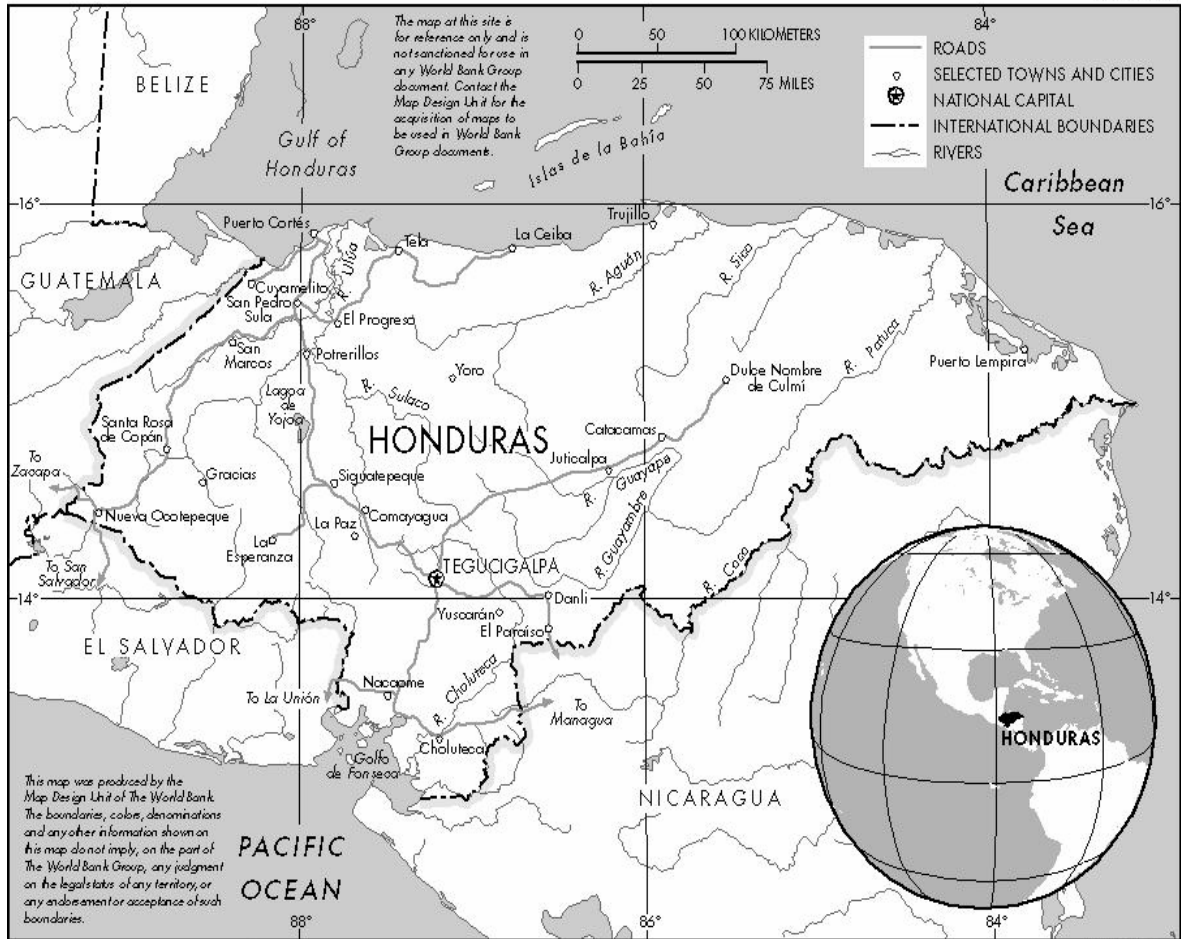 88°
84°
The map at this site is
for reference only and is
not sanctioned for use in
any World Bank Group
document. Contact the
Map Design Unit for the
acquisition of maps to
be used in World Bank
Group documents.
0 50 100 KILOMETERS
0 25 50 75 MILES
ROADS
SELECTED TOWNS AND CITIES
NATIONAL CAPITAL
INTERNATIONAL BOUNDARIES
RIVERS
BELIZE
Gulf of
Honduras
Islas de la Bahía
Caribbean
Sea
16°
16°
Puerto Cortés
Trujillo
La Ceiba
Tela
R. Ulúa
R. Aguán
R. Sico
GUATEMALA
Cuyamelito
San Pedro
Sula
El Progreso
San
Marcos
Potrerillos
R. Patuca
Puerto Lempira
Yoro
Dulce Nombre
de Culmí
R. Sulaco
Lagoa
de
Yojoa
Santa Rosa
de Copán
HONDURAS
Catacamas
Juticalpa
To
Zacapa
Gracias
Siguatepeque
R. Guayape
Nueva Ocotepeque
La Paz
Comayagua
R. Guayambre
La
Esperanza
To San
Salvador
TEGUCIGALPA
R. Coco
Danlí
14°
14°
Yuscarán
El Paraíso
EL SALVADOR
Nacaome
R. Choluteca
To La Unión
To
Managua
Choluteca
Golfo
de Fonseca
HONDURAS
NICARAGUA
This map was produced by the
Map Design Unit of The World Bank.
The boundaries, colors, denominations
and any other information shown on
this map do not imply, on the part of
The World Bank Group, any judgment
on the legal status of any territory, or
any endorsement or acceptance of such
boundaries.
PACIFIC
OCEAN
88°
86°
84°